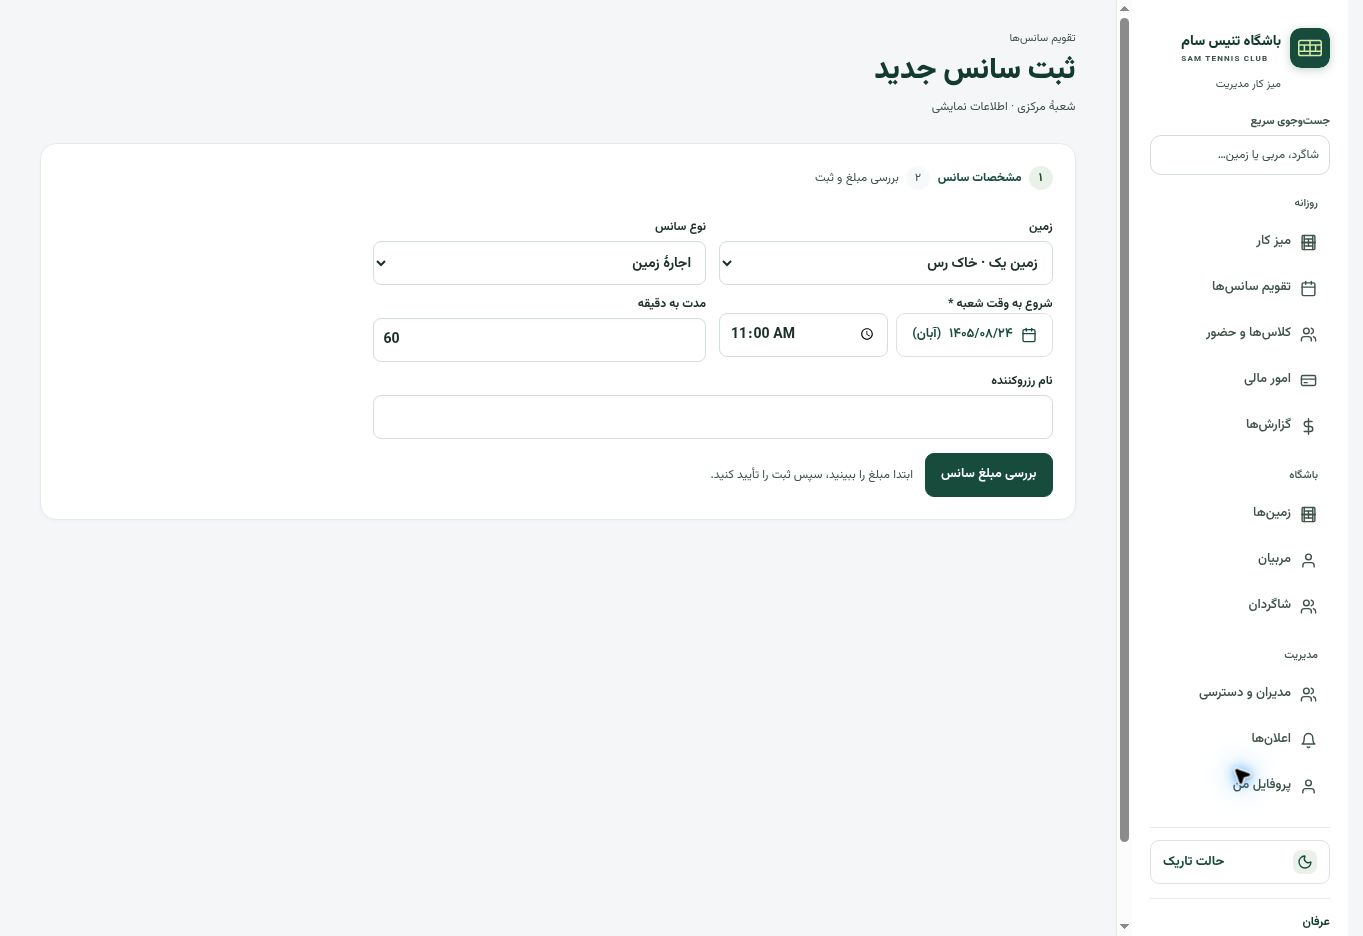 باشگاه تنیس سام
SAM TENNIS CLUB
میز کار مدیریت
جست‌وجوی سریع
شاگرد، مربی یا زمین…
روزانه
میز کار
تقویم سانس‌ها
کلاس‌ها و حضور
امور مالی
گزارش‌ها
باشگاه
زمین‌ها
مربیان
شاگردان
مدیریت
مدیران و دسترسی
اعلان‌ها
پروفایل من
حالت تاریک
عرفان
تقویم سانس‌ها
ثبت سانس جدید
شعبهٔ مرکزی · اطلاعات نمایشی
۱ مشخصات سانس ۲ بررسی مبلغ و ثبت
زمین نوع سانس
زمین یک · خاک رس اجارهٔ زمین
شروع به وقت شعبه * مدت به دقیقه
۱۴۰۵/۰۸/۲۴ (آبان) 11:00 AM 60
نام رزروکننده
بررسی مبلغ سانس ابتدا مبلغ را ببینید، سپس ثبت را تأیید کنید.